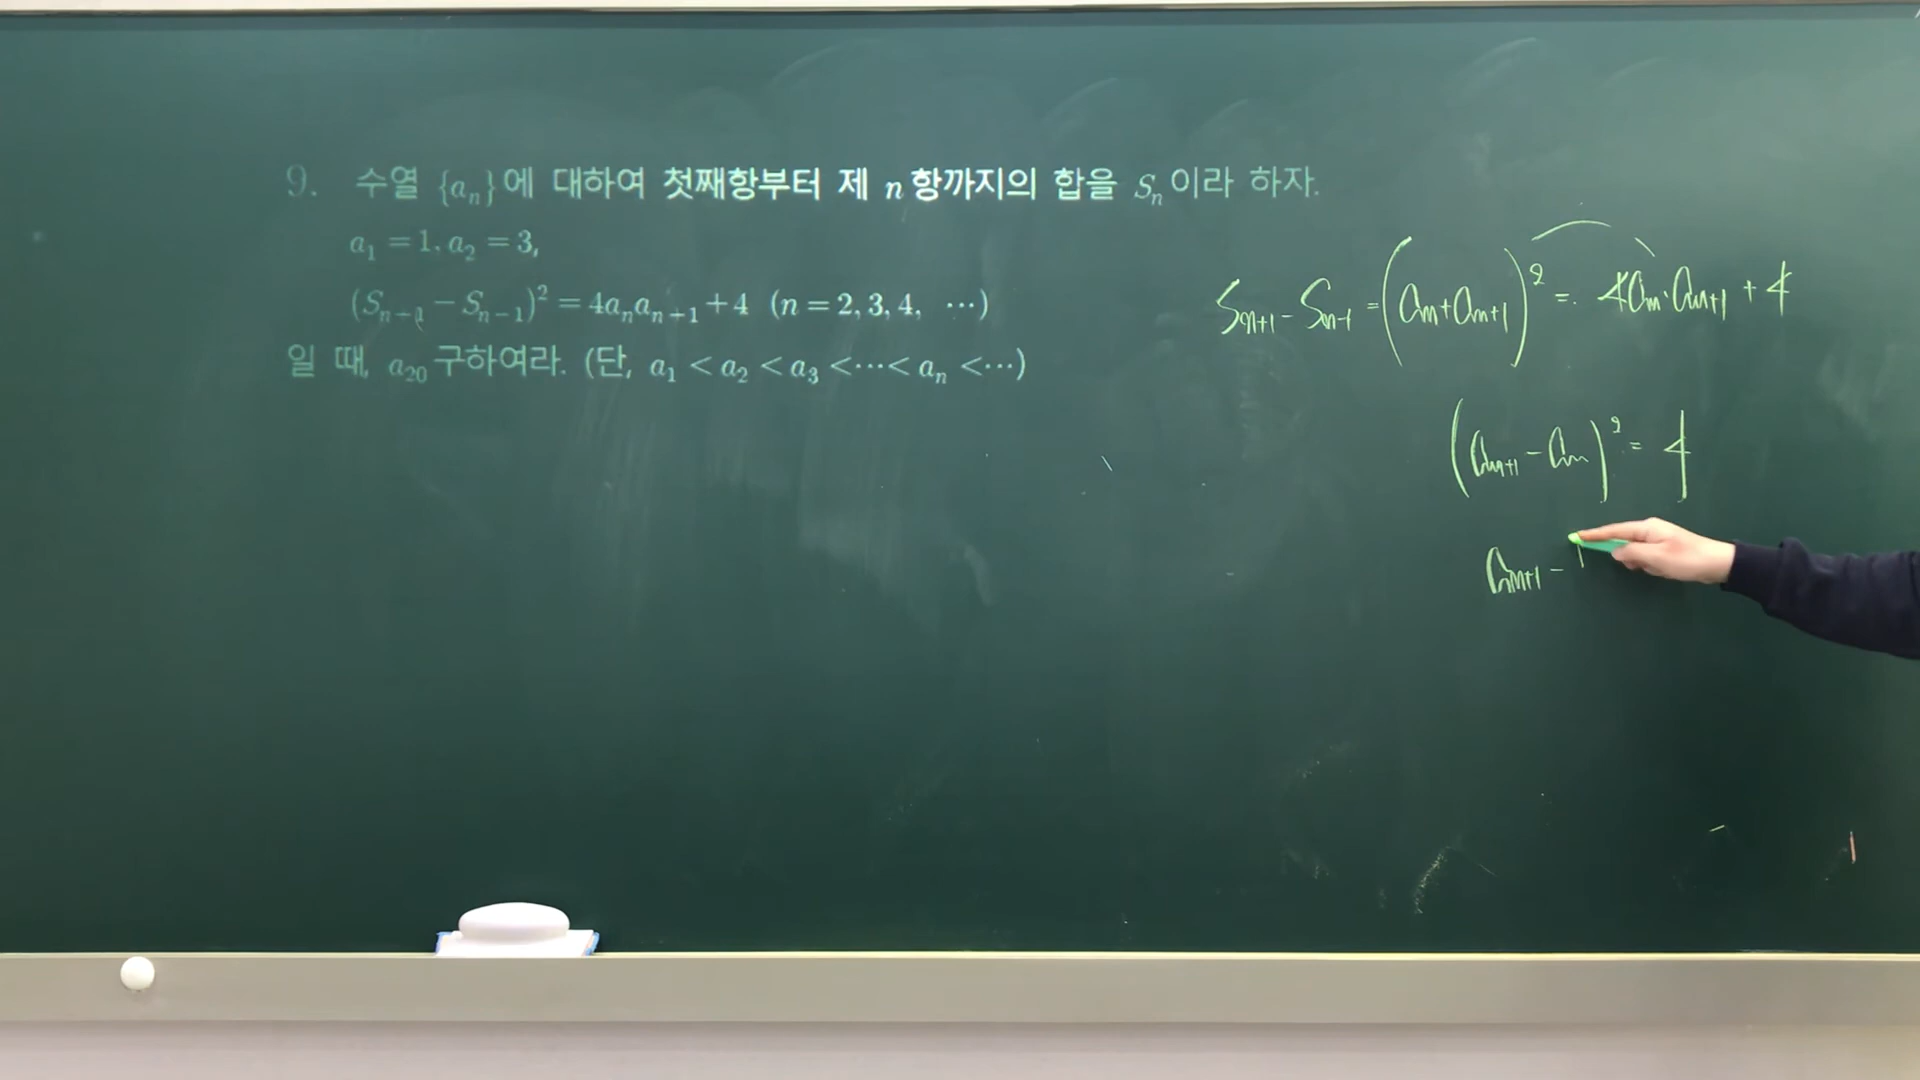 9. 수열 {aₙ}에 대하여 첫째항부터 제 n항까지의 합을 Sₙ이라 하자.
a₁ = 1, a₂ = 3,
(Sₙ₊₁ − Sₙ₋₁)² = 4aₙaₙ₊₁ + 4 (n = 2, 3, 4, ⋯)
일 때, a₂₀ 구하여라. (단, a₁ < a₂ < a₃ < ⋯ < aₙ < ⋯)
Sₙ₊₁ − Sₙ₋₁ = (aₙ + aₙ₊₁)² = 4aₙ · aₙ₊₁ + 4
(aₙ₊₁ − aₙ)² = 4
aₙ₊₁ −